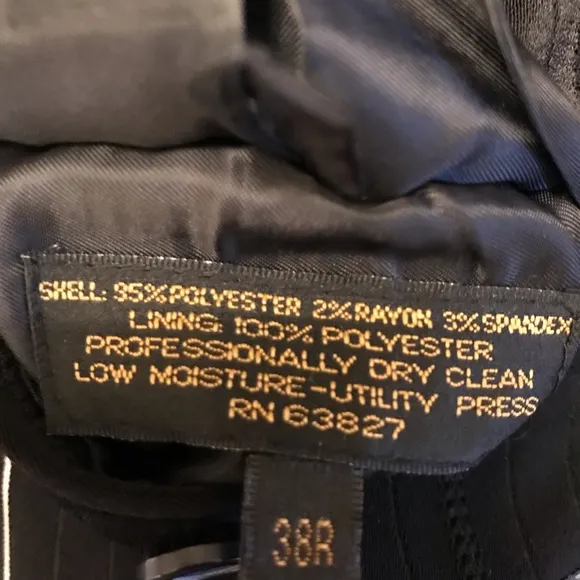 SHELL: 95% POLYESTER 2% RAYON 3% SPANDEX
LINING: 100% POLYESTER
PROFESSIONALLY DRY CLEAN
LOW MOISTURE-UTILITY PRESS
RN 63827
38R